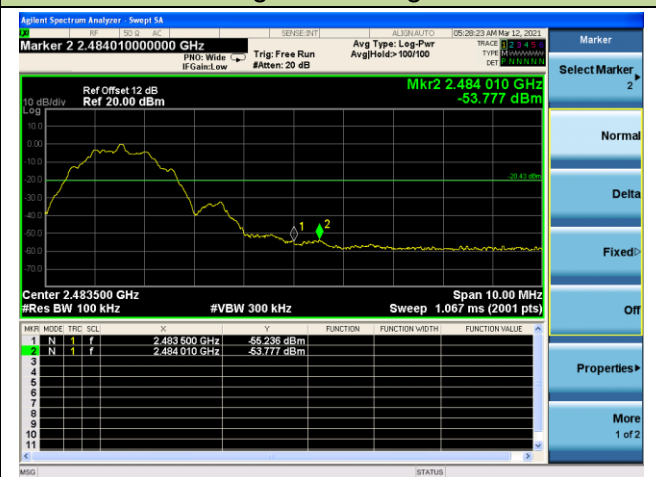 Agilent Spectrum Analyzer - Swept SA
RF 50 Ω AC SENSE:INT ALIGN AUTO 05:28:23 AM Mar 12, 2021
Marker 2 2.484010000000 GHz
PNO: Wide Trig: Free Run
IFGain:Low #Atten: 20 dB
Avg Type: Log-Pwr
Avg|Hold:>100/100
TRACE 1 2 3 4 5 6
TYPE M
DET P N N N N N
Ref Offset 12 dB
10 dB/div Ref 20.00 dBm
Log
Mkr2 2.484 010 GHz
-53.777 dBm
10.0
0.00
-10.0
-20.0
-20.43 dBm
-30.0
-40.0
-50.0
-60.0
-70.0
1
2
Center 2.483500 GHz Span 10.00 MHz
#Res BW 100 kHz #VBW 300 kHz Sweep 1.067 ms (2001 pts)
MKR MODE TRC SCL X Y FUNCTION FUNCTION WIDTH FUNCTION VALUE
1 N 1 f 2.483 500 GHz -55.236 dBm
2 N 1 f 2.484 010 GHz -53.777 dBm
3
4
5
6
7
8
9
10
11
MSG STATUS
Marker
Select Marker
2
Normal
Delta
Fixed
Off
Properties
More
1 of 2